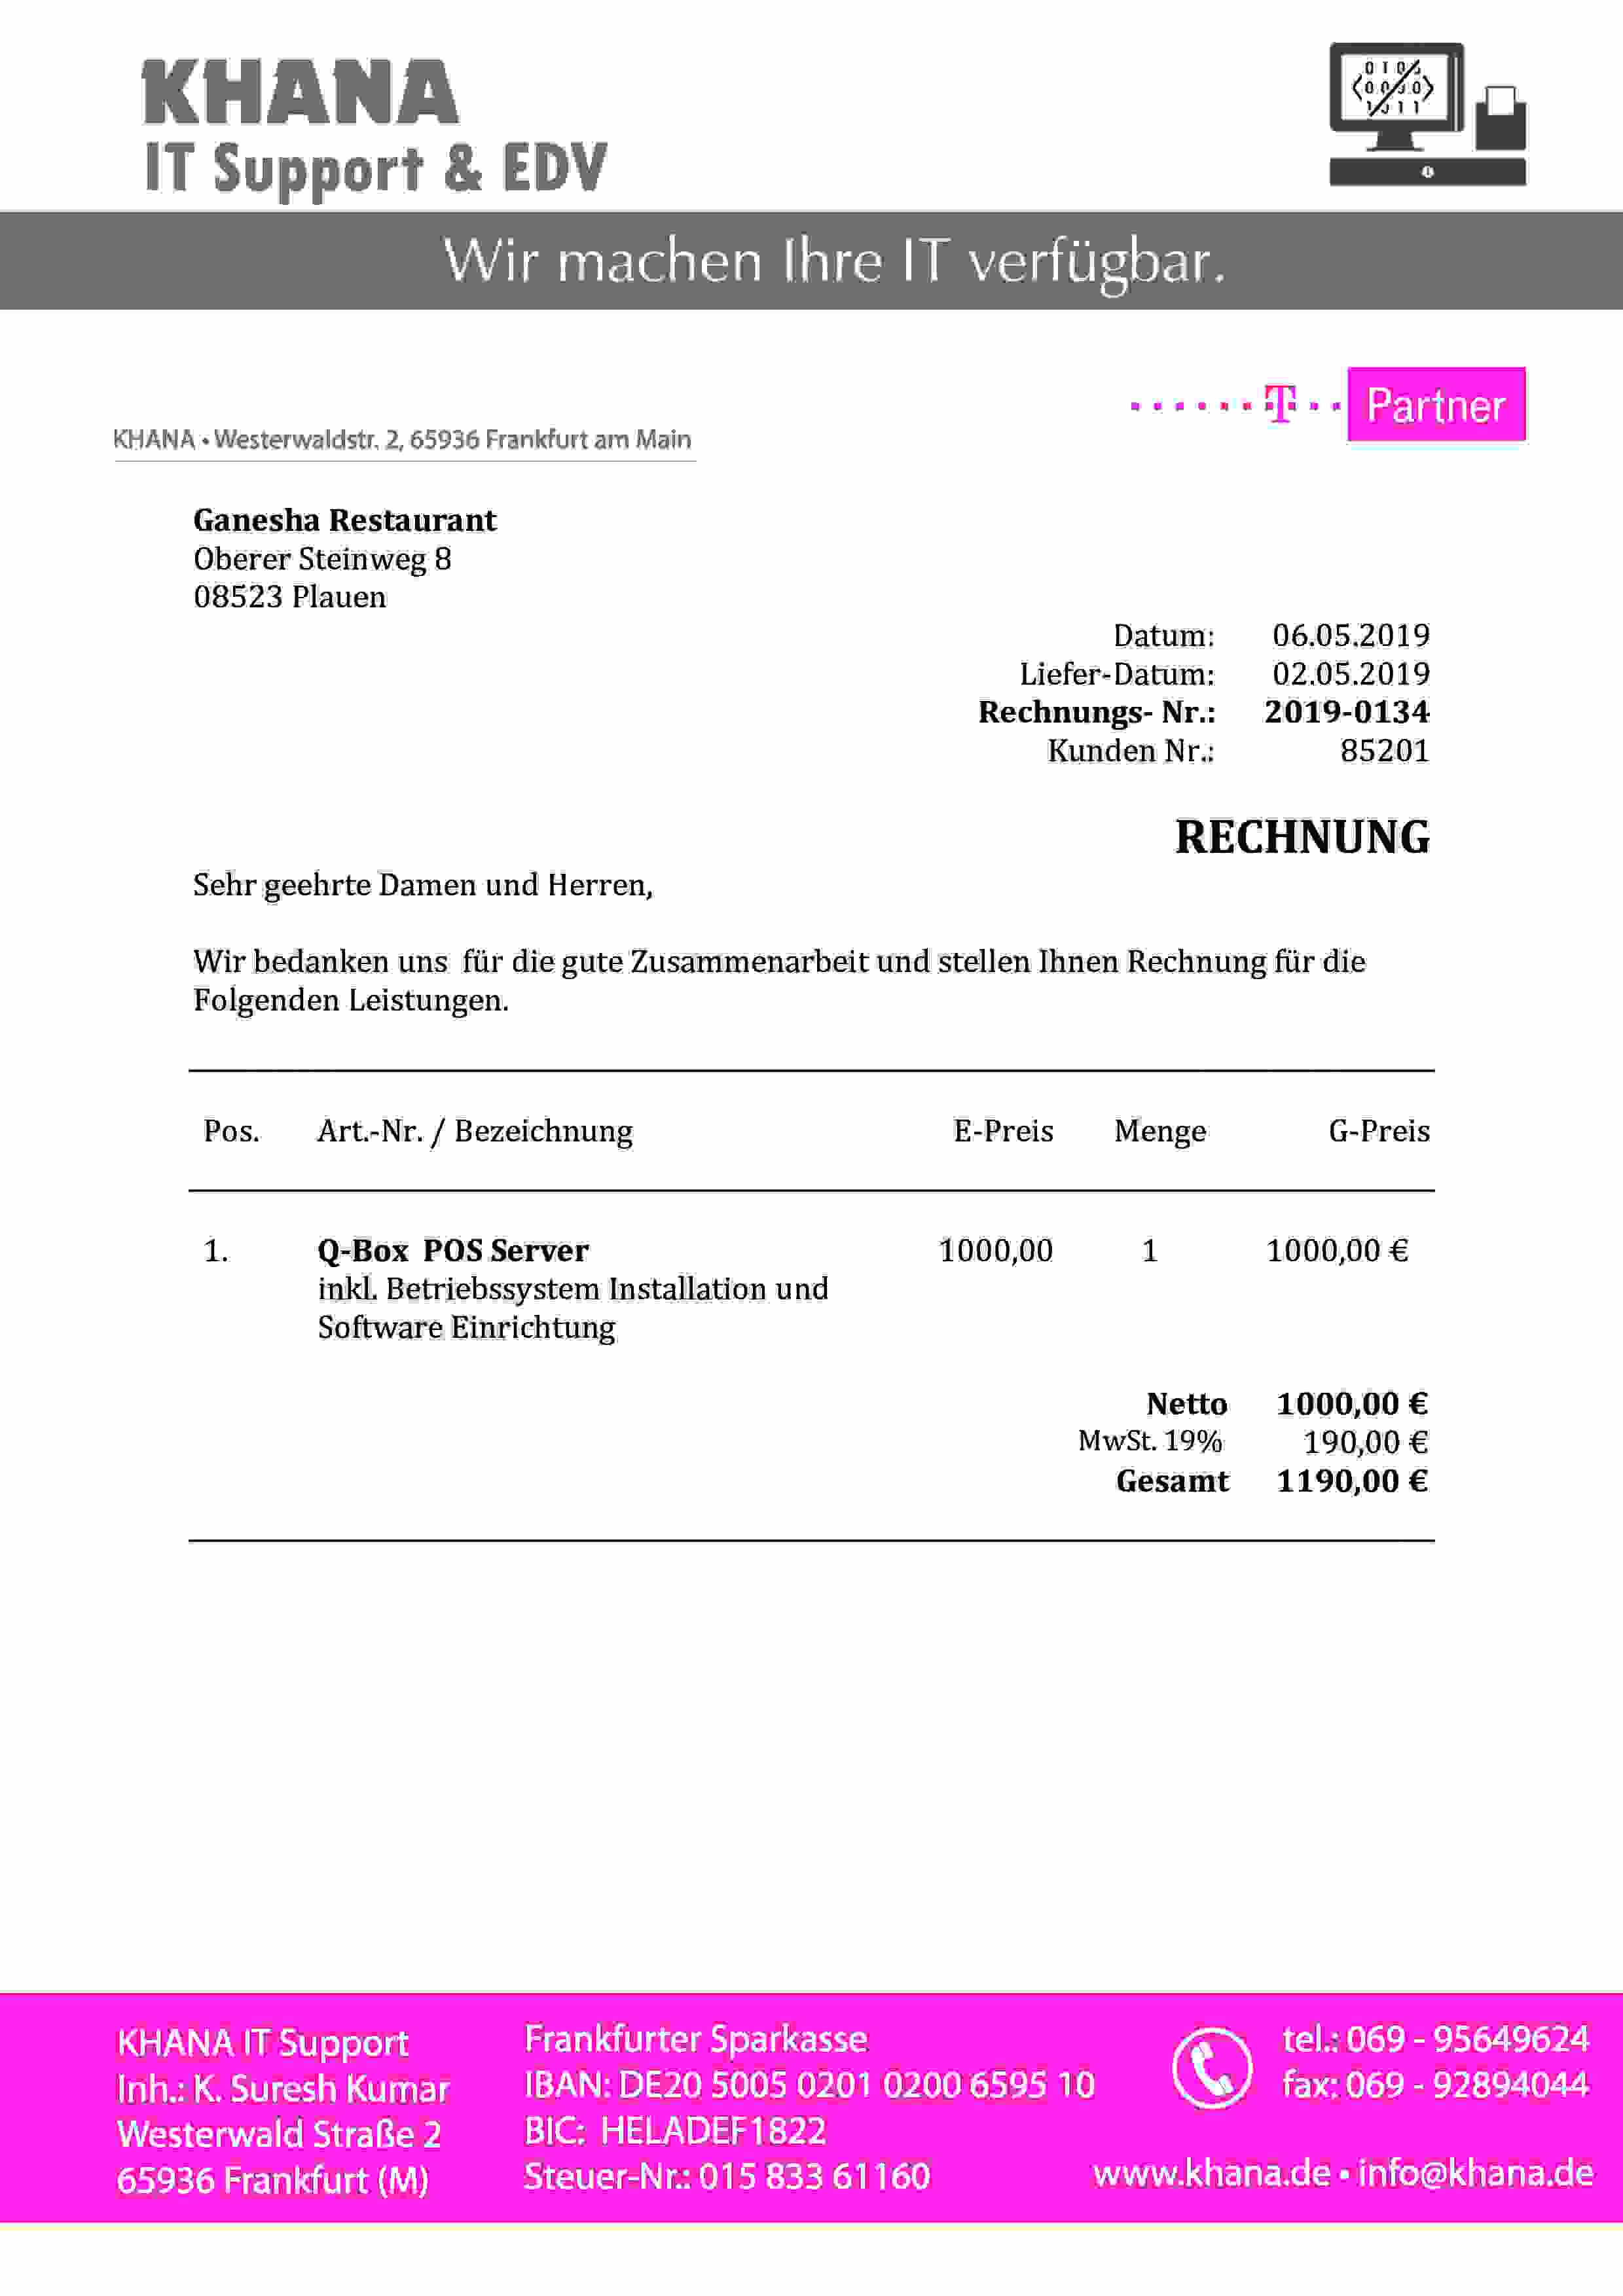 KHANA
IT Support & EDV
Wir machen Ihre IT verfügbar.
T Partner
KHANA • Westerwaldstr. 2, 65936 Frankfurt am Main
Ganesha Restaurant
Oberer Steinweg 8
08523 Plauen
Datum: 06.05.2019
Liefer-Datum: 02.05.2019
Rechnungs- Nr.: 2019-0134
Kunden Nr.: 85201
RECHNUNG
Sehr geehrte Damen und Herren,
Wir bedanken uns für die gute Zusammenarbeit und stellen Ihnen Rechnung für die
Folgenden Leistungen.
Pos. Art.-Nr. / Bezeichnung E-Preis Menge G-Preis
1. Q-Box POS Server 1000,00 1 1000,00 €
inkl. Betriebssystem Installation und
Software Einrichtung
Netto 1000,00 €
MwSt. 19% 190,00 €
Gesamt 1190,00 €
KHANA IT Support
Inh.: K. Suresh Kumar
Westerwald Straße 2
65936 Frankfurt (M)
Frankfurter Sparkasse
IBAN: DE20 5005 0201 0200 6595 10
BIC: HELADEF1822
Steuer-Nr.: 015 833 61160
tel.: 069 - 95649624
fax: 069 - 92894044
www.khana.de • info@khana.de